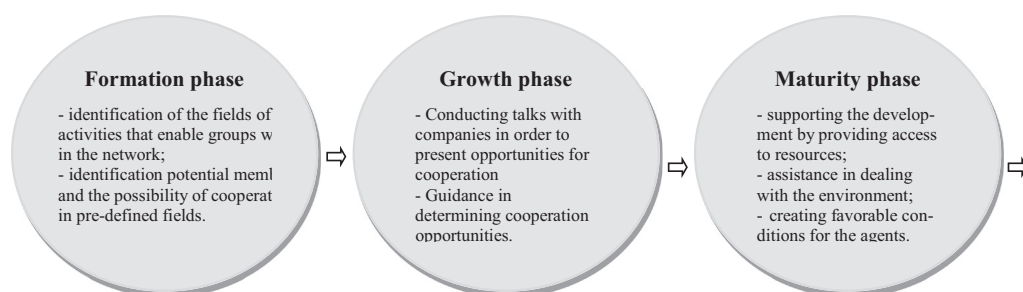 Formation phase
- identification of the fields of
activities that enable groups w
in the network;
- identification potential meml
and the possibility of cooperat
in pre-defined fields.
Growth phase
- Conducting talks with
companies in order to
present opportunities for
cooperation
- Guidance in
determining cooperation
opportunities.
Maturity phase
- supporting the develop-
ment by providing access
to resources;
- assistance in dealing
with the environment;
- creating favorable con-
ditions for the agents.